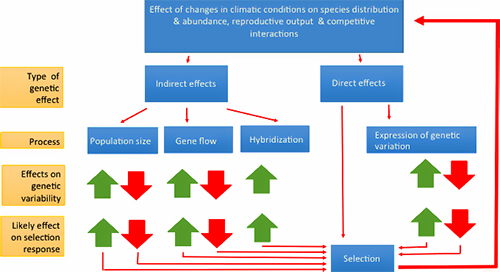 Effect of changes in climatic conditions on species distribution
& abundance, reproductive output & competitive
interactions
Type of
genetic
effect
Indirect effects
Direct effects
Process
Population size
Gene flow
Hybridization
Expression of genetic
variation
Effects on
genetic
variability
Likely effect
on selection
response
Selection